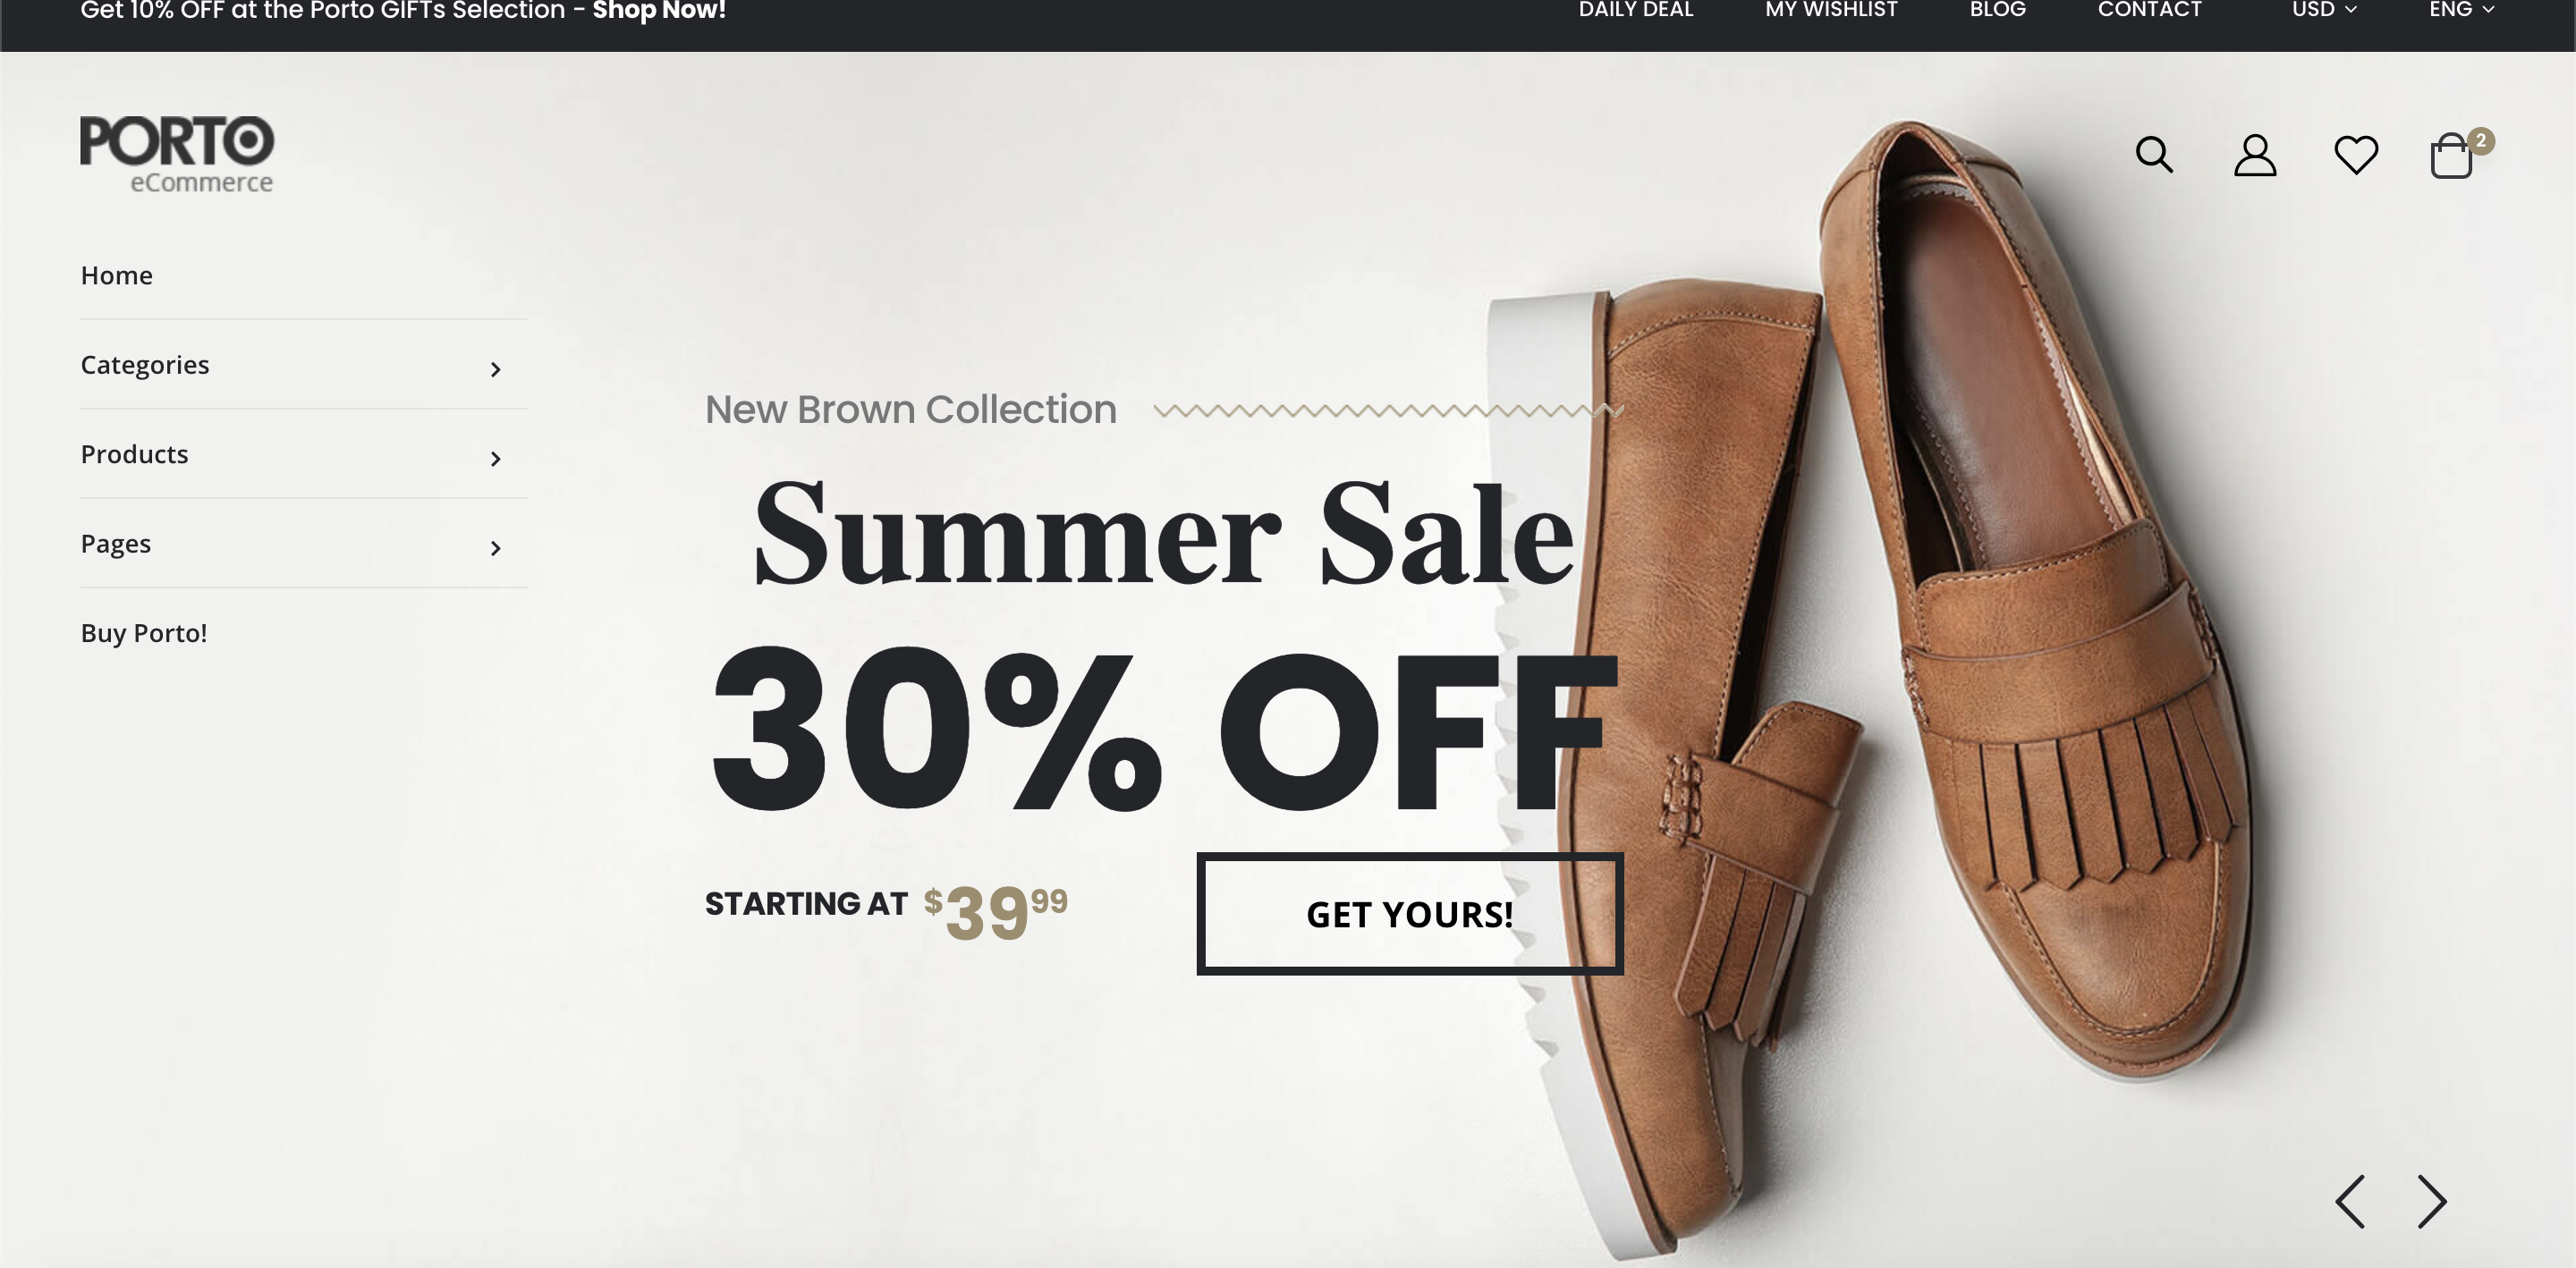 Get 10% OFF at the Porto GIFTs Selection - Shop Now!
DAILY DEAL MY WISHLIST BLOG CONTACT USD ENG
PORTO
eCommerce
2
Home
Categories
Products
Pages
Buy Porto!
New Brown Collection
Summer Sale
30% OFF
STARTING AT $3999
GET YOURS!